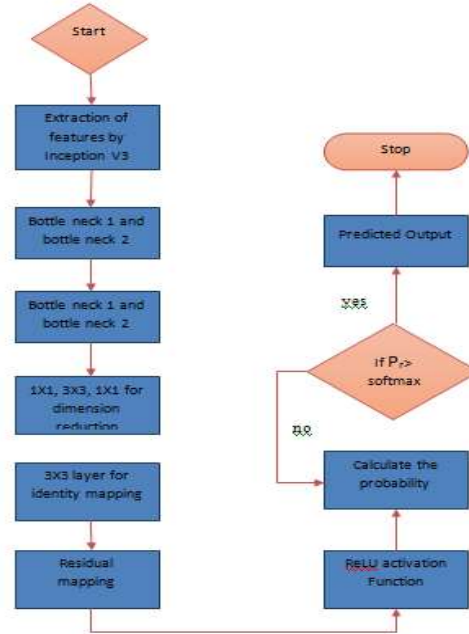 Start
Extraction of
features by
Inception V3
Bottle neck 1 and
bottle neck 2
Bottle neck 1 and
bottle neck 2
1X1, 3X3, 1X1 for
dimension
reduction
3X3 layer for
identity mapping
Residual
mapping
ReLU activation
Function
Calculate the
probability
no
If Pr>
softmax
yes
Predicted Output
Stop